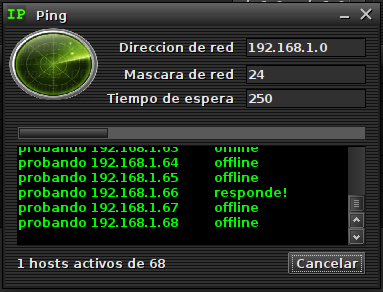 IP Ping
Direccion de red 192.168.1.0
Mascara de red 24
Tiempo de espera 250
probando 192.168.1.63 offline
probando 192.168.1.64 offline
probando 192.168.1.65 offline
probando 192.168.1.66 responde!
probando 192.168.1.67 offline
probando 192.168.1.68 offline
1 hosts activos de 68 Cancelar